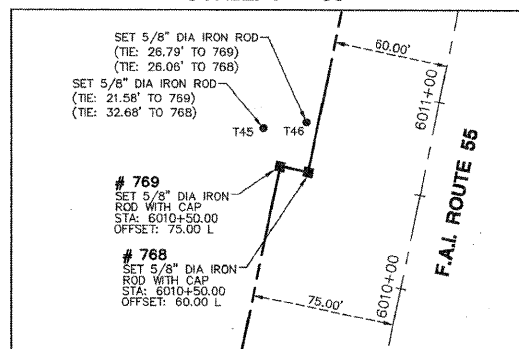 SET 5/8" DIA IRON ROD
(TIE: 26.79' TO 769)
(TIE: 26.06' TO 768)
SET 5/8" DIA IRON ROD
(TIE: 21.58' TO 769)
(TIE: 32.68' TO 768)
60.00'
T45
T46
6011+00
F.A.I. ROUTE 55
# 769
SET 5/8" DIA IRON
ROD WITH CAP
STA: 6010+50.00
OFFSET: 75.00 L
# 768
SET 5/8" DIA IRON
ROD WITH CAP
STA: 6010+50.00
OFFSET: 60.00 L
75.00'
6010+00